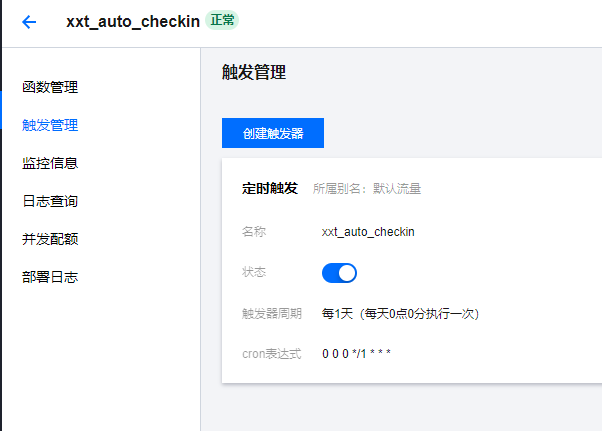 xxt_auto_checkin 正常
函数管理
触发管理
监控信息
日志查询
并发配额
部署日志
触发管理
创建触发器
定时触发 所属别名：默认流量
名称 xxt_auto_checkin
状态
触发器周期 每1天（每天0点0分执行一次）
cron表达式 0 0 0 */1 * * *